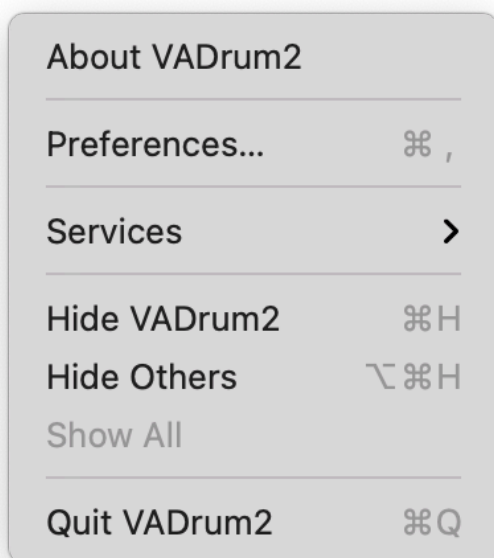 About VADrum2
Preferences... ⌘ ,
Services
Hide VADrum2 ⌘H
Hide Others ⌥⌘H
Show All
Quit VADrum2 ⌘Q